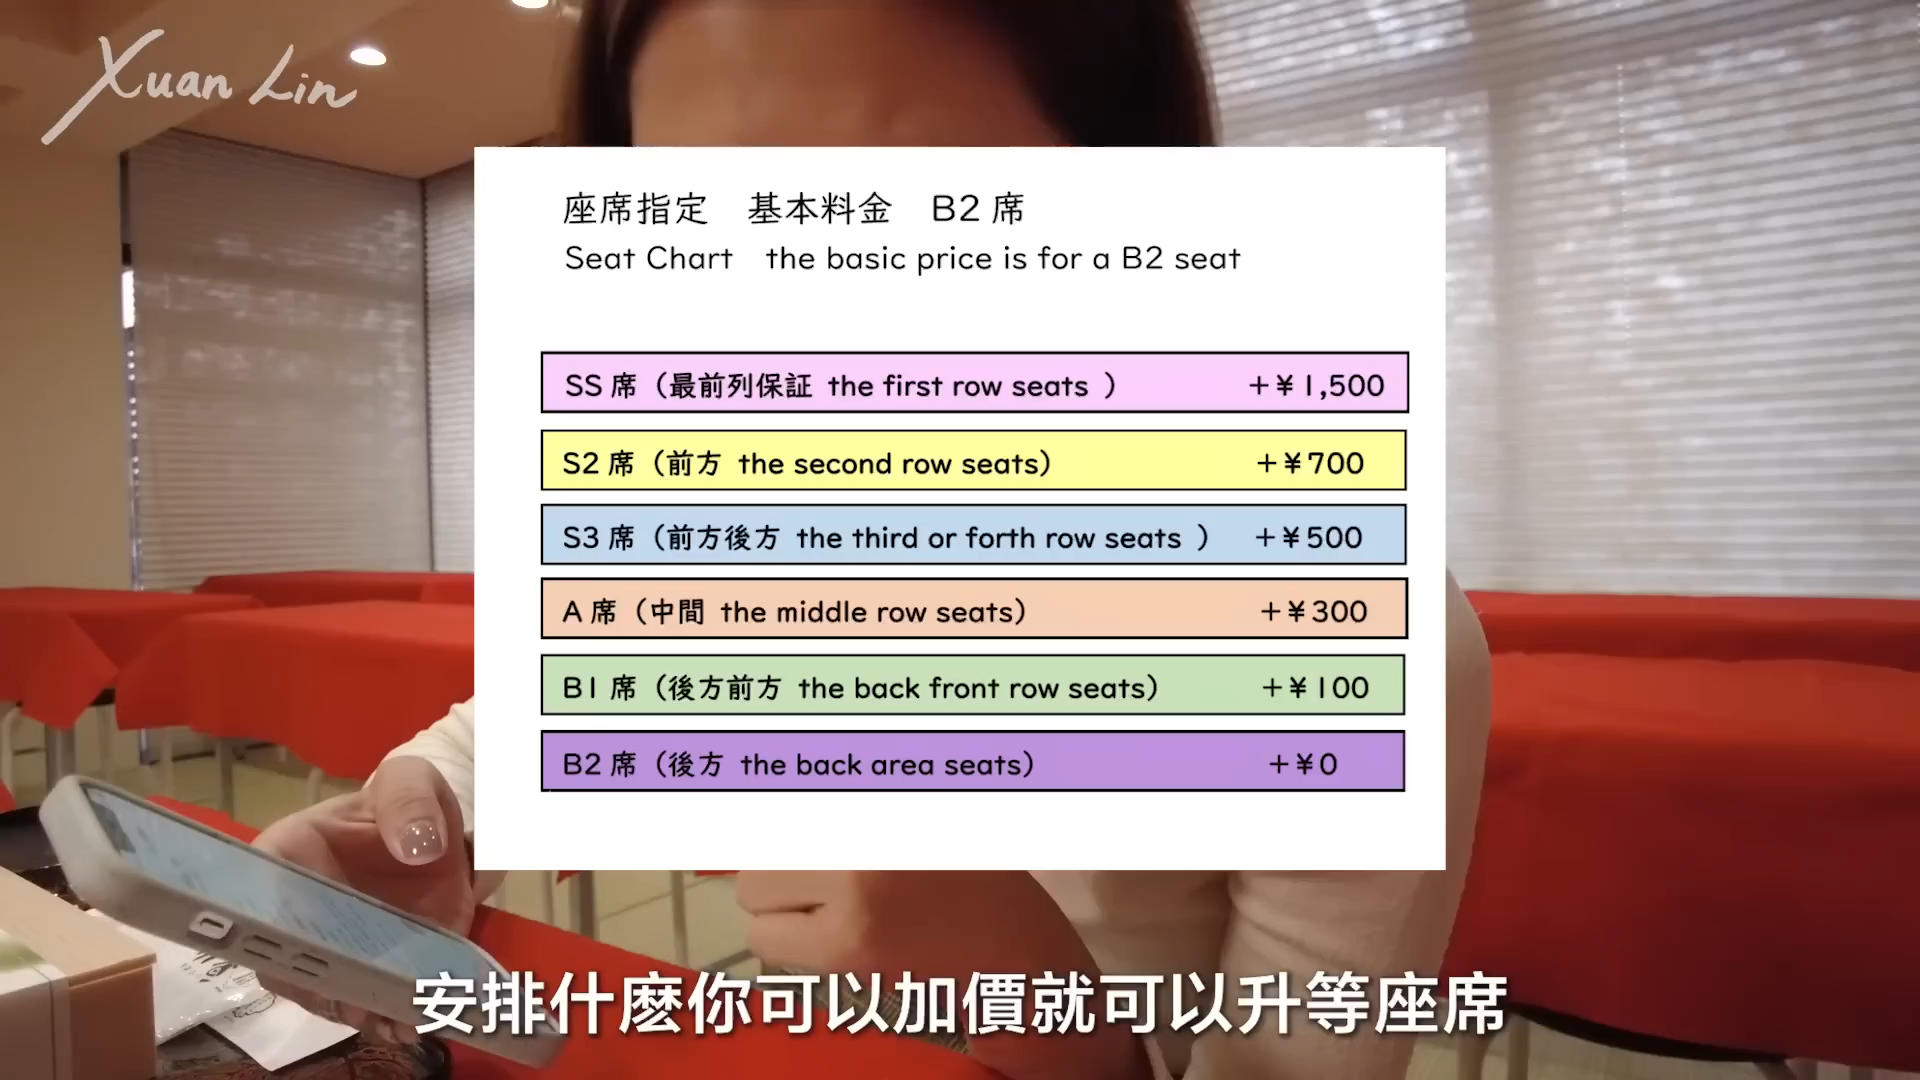 Xuan Lin
座席指定　基本料金　B2 席
Seat Chart　the basic price is for a B2 seat
SS 席（最前列保証 the first row seats ）　+¥1,500
S2 席（前方 the second row seats）　+¥700
S3 席（前方後方 the third or forth row seats ）　+¥500
A 席（中間 the middle row seats）　+¥300
B1 席（後方前方 the back front row seats）　+¥100
B2 席（後方 the back area seats）　+¥0
安排什麼你可以加價就可以升等座席